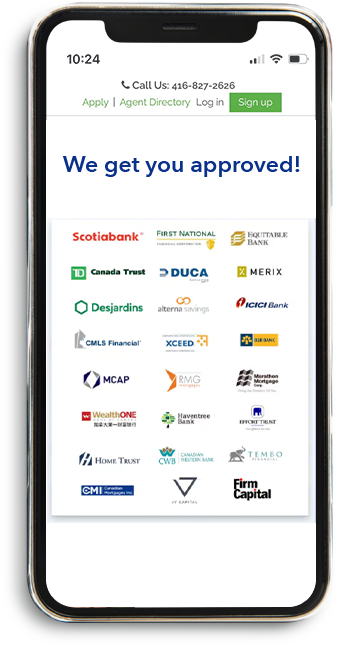 10:24
Call Us: 416-827-2626
Apply | Agent Directory Log in Sign up
We get you approved!
Scotiabank FIRST NATIONAL EQUITABLE BANK
TD Canada Trust DUCA MERIX
Desjardins alterna savings ICICI Bank
CMLS Financial XCEED B2B BANK
MCAP RMG MORTGAGES Marathon Mortgage Corp
WealthONE Haventree Bank EFFORT TRUST
HOME TRUST CWB CANADIAN WESTERN BANK TEMBO FINANCIAL
CMI Canadian Mortgages Inc. VT CAPITAL Firm Capital